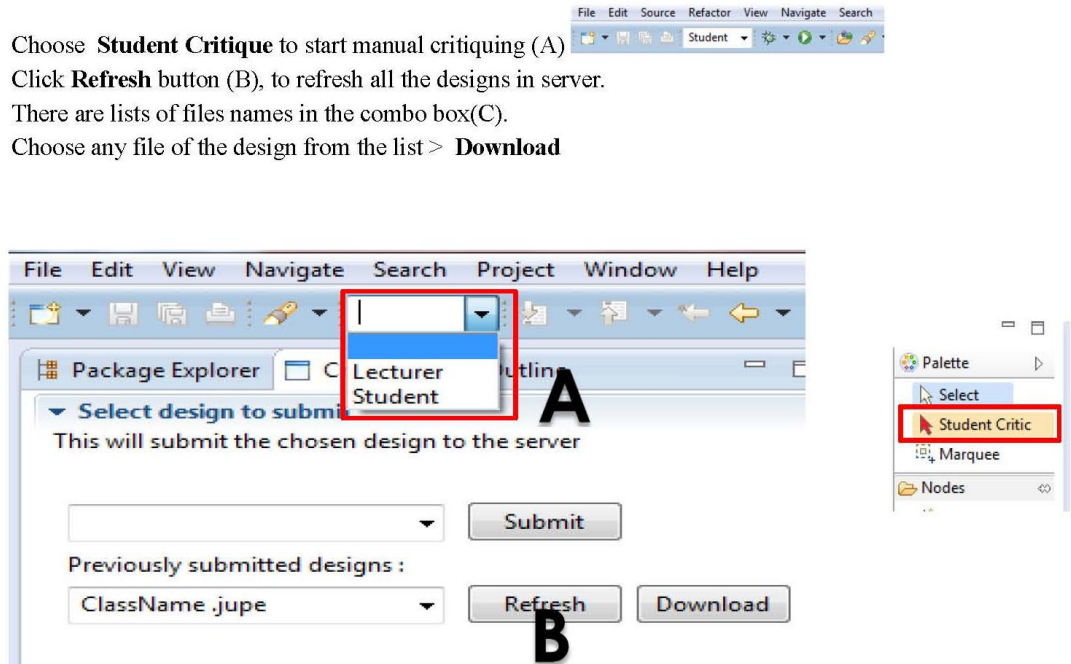 File Edit Source Refactor View Navigate Search
Student
Choose Student Critique to start manual critiquing (A)
Click Refresh button (B), to refresh all the designs in server.
There are lists of files names in the combo box(C).
Choose any file of the design from the list > Download
File Edit View Navigate Search Project Window Help
Package Explorer
Lecturer
Student
A
Select design to submit
This will submit the chosen design to the server
Submit
Previously submitted designs :
ClassName .jupe
Refresh Download
B
Palette
Select
Student Critic
Marquee
Nodes